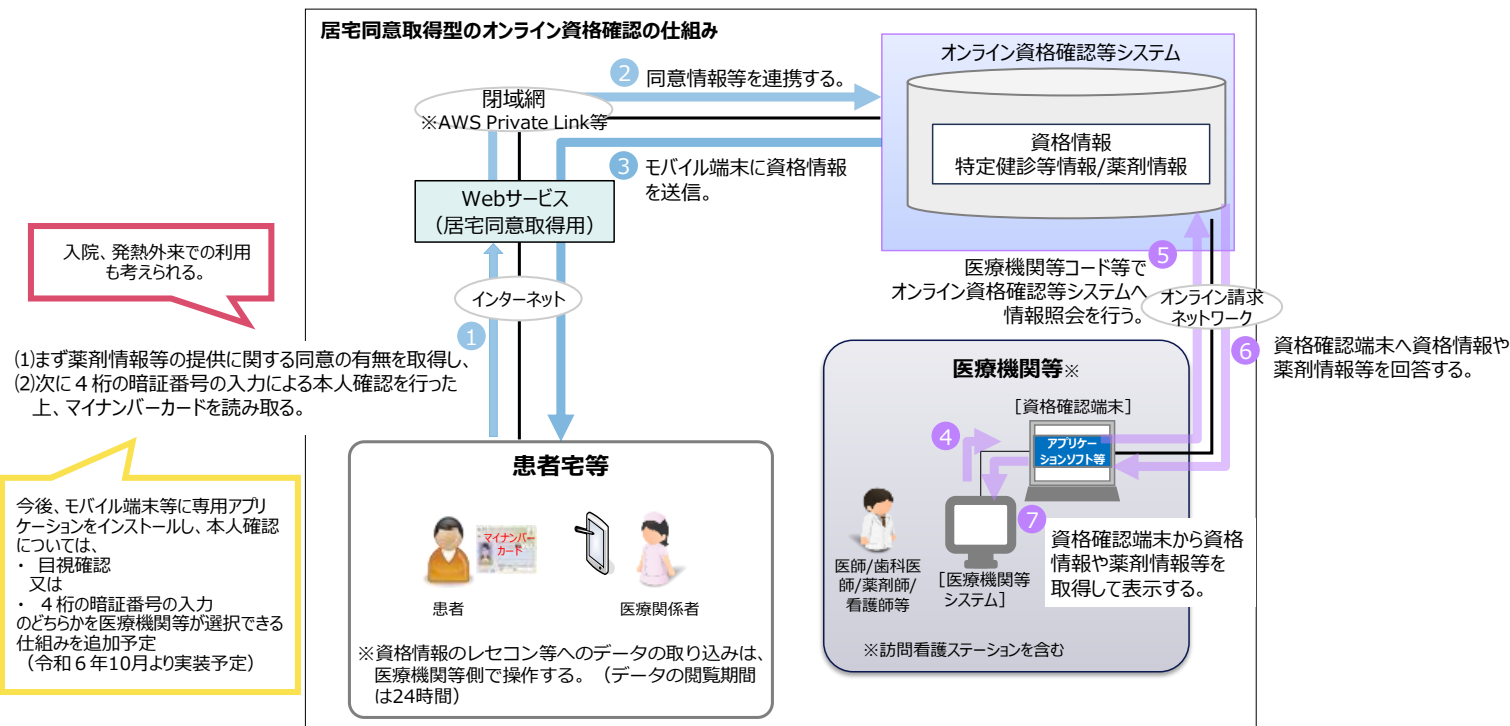 居宅同意取得型のオンライン資格確認の仕組み
オンライン資格確認等システム
② 同意情報等を連携する。
閉域網
※AWS Private Link等
資格情報
特定健診等情報/薬剤情報
③ モバイル端末に資格情報
を送信。
Webサービス
(居宅同意取得用)
入院、発熱外来での利用
も考えられる。
⑤
医療機関等コード等で
オンライン資格確認等システムへ
情報照会を行う。
インターネット
オンライン請求
ネットワーク
①
⑥ 資格確認端末へ資格情報や
薬剤情報等を回答する。
⑴まず薬剤情報等の提供に関する同意の有無を取得し、
⑵次に4桁の暗証番号の入力による本人確認を行った
上、マイナンバーカードを読み取る。
医療機関等※
[資格確認端末]
④
アプリケー
ションソフト等
患者宅等
今後、モバイル端末等に専用アプリ
ケーションをインストールし、本人確認
については、
・ 目視確認
又は
・ 4桁の暗証番号の入力
のどちらかを医療機関等が選択できる
仕組みを追加予定
(令和6年10月より実装予定)
マイナンバー
カード
患者
医療関係者
医師/歯科医
師/薬剤師/
看護師等
[医療機関等
システム]
⑦ 資格確認端末から資格
情報や薬剤情報等を
取得して表示する。
※訪問看護ステーションを含む
※資格情報のレセコン等へのデータの取り込みは、
医療機関等側で操作する。(データの閲覧期間
は24時間)